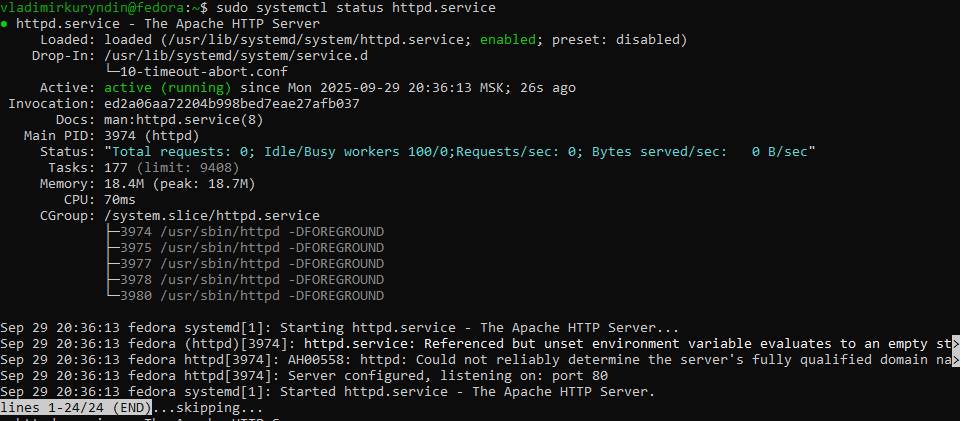 vladimirkuryndin@fedora:~$ sudo systemctl status httpd.service
● httpd.service - The Apache HTTP Server
     Loaded: loaded (/usr/lib/systemd/system/httpd.service; enabled; preset: disabled)
    Drop-In: /usr/lib/systemd/system/service.d
             └─10-timeout-abort.conf
     Active: active (running) since Mon 2025-09-29 20:36:13 MSK; 26s ago
 Invocation: ed2a06aa72204b998bed7eae27afb037
       Docs: man:httpd.service(8)
   Main PID: 3974 (httpd)
     Status: "Total requests: 0; Idle/Busy workers 100/0;Requests/sec: 0; Bytes served/sec:   0 B/sec"
      Tasks: 177 (limit: 9408)
     Memory: 18.4M (peak: 18.7M)
        CPU: 70ms
     CGroup: /system.slice/httpd.service
             ├─3974 /usr/sbin/httpd -DFOREGROUND
             ├─3975 /usr/sbin/httpd -DFOREGROUND
             ├─3977 /usr/sbin/httpd -DFOREGROUND
             ├─3978 /usr/sbin/httpd -DFOREGROUND
             └─3980 /usr/sbin/httpd -DFOREGROUND
Sep 29 20:36:13 fedora systemd[1]: Starting httpd.service - The Apache HTTP Server...
Sep 29 20:36:13 fedora (httpd)[3974]: httpd.service: Referenced but unset environment variable evaluates to an empty st>
Sep 29 20:36:13 fedora httpd[3974]: AH00558: httpd: Could not reliably determine the server's fully qualified domain na>
Sep 29 20:36:13 fedora httpd[3974]: Server configured, listening on: port 80
Sep 29 20:36:13 fedora systemd[1]: Started httpd.service - The Apache HTTP Server.
lines 1-24/24 (END)...skipping...